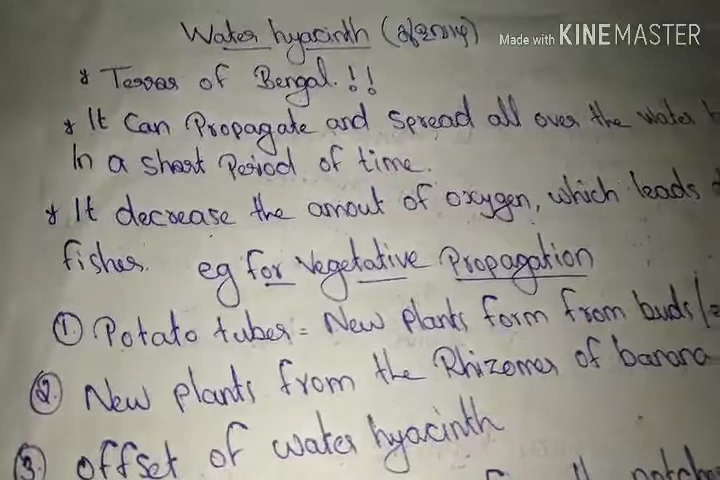 Water hyacinth
Made with KINEMASTER
* Terror of Bengal !!
* It Can Propagate and spread all over the water
In a short Period of time.
* It decrease the amout of oxygen, which leads
fishes.
eg for Vegetative Propagation
①. Potato tuber = New plants form from buds/
②. New plants from the Rhizomes of banana
③. offset of water hyacinth
notche